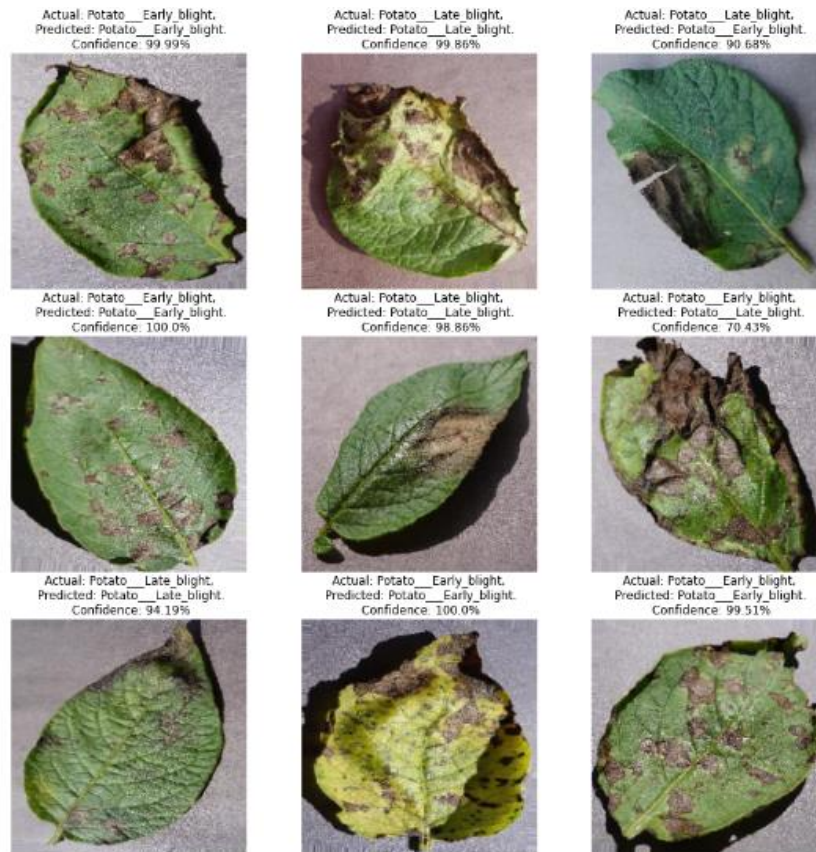 Actual: Potato___Early_blight,
Predicted: Potato___Early_blight.
Confidence: 99.99%
Actual: Potato___Late_blight,
Predicted: Potato___Late_blight.
Confidence: 99.86%
Actual: Potato___Late_blight,
Predicted: Potato___Early_blight.
Confidence: 90.68%
Actual: Potato___Early_blight,
Predicted: Potato___Early_blight.
Confidence: 100.0%
Actual: Potato___Late_blight,
Predicted: Potato___Late_blight.
Confidence: 98.86%
Actual: Potato___Early_blight,
Predicted: Potato___Late_blight.
Confidence: 70.43%
Actual: Potato___Late_blight,
Predicted: Potato___Late_blight.
Confidence: 94.19%
Actual: Potato___Early_blight,
Predicted: Potato___Early_blight.
Confidence: 100.0%
Actual: Potato___Early_blight,
Predicted: Potato___Early_blight.
Confidence: 99.51%